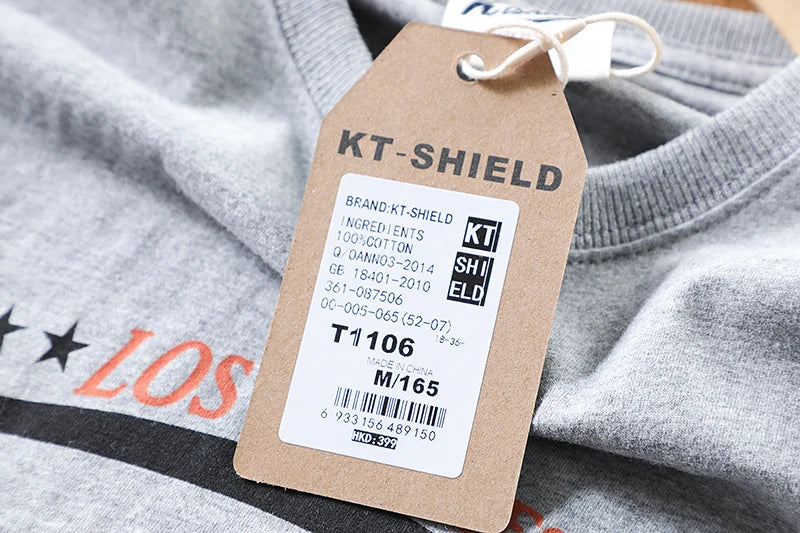 KT-SHIELD
BRAND:KT-SHIELD
INGREDIENTS
100%COTTON
Q/OANN03-2014
GB 18401-2010
361-087506
00-005-065(52-07)
18-36-
KT
SHI
ELD
T1106
MADE IN CHINA
M/165
6 933156 489150
HKD:399
LOS